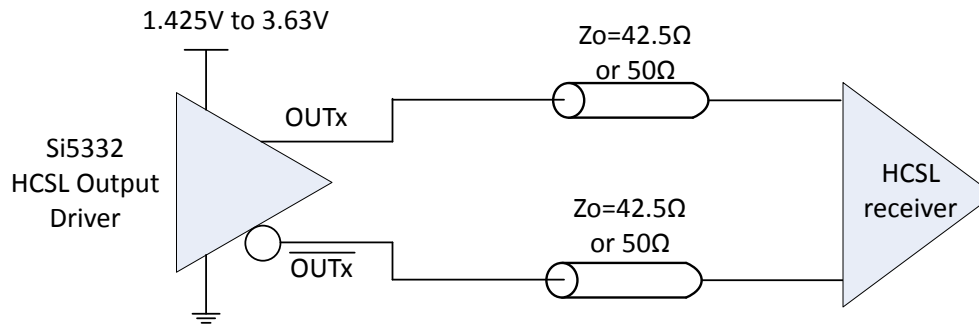 1.425V to 3.63V
Zo=42.5Ω
or 50Ω
OUTx
Si5332
HCSL Output
Driver
HCSL
receiver
Zo=42.5Ω
or 50Ω
OUTx